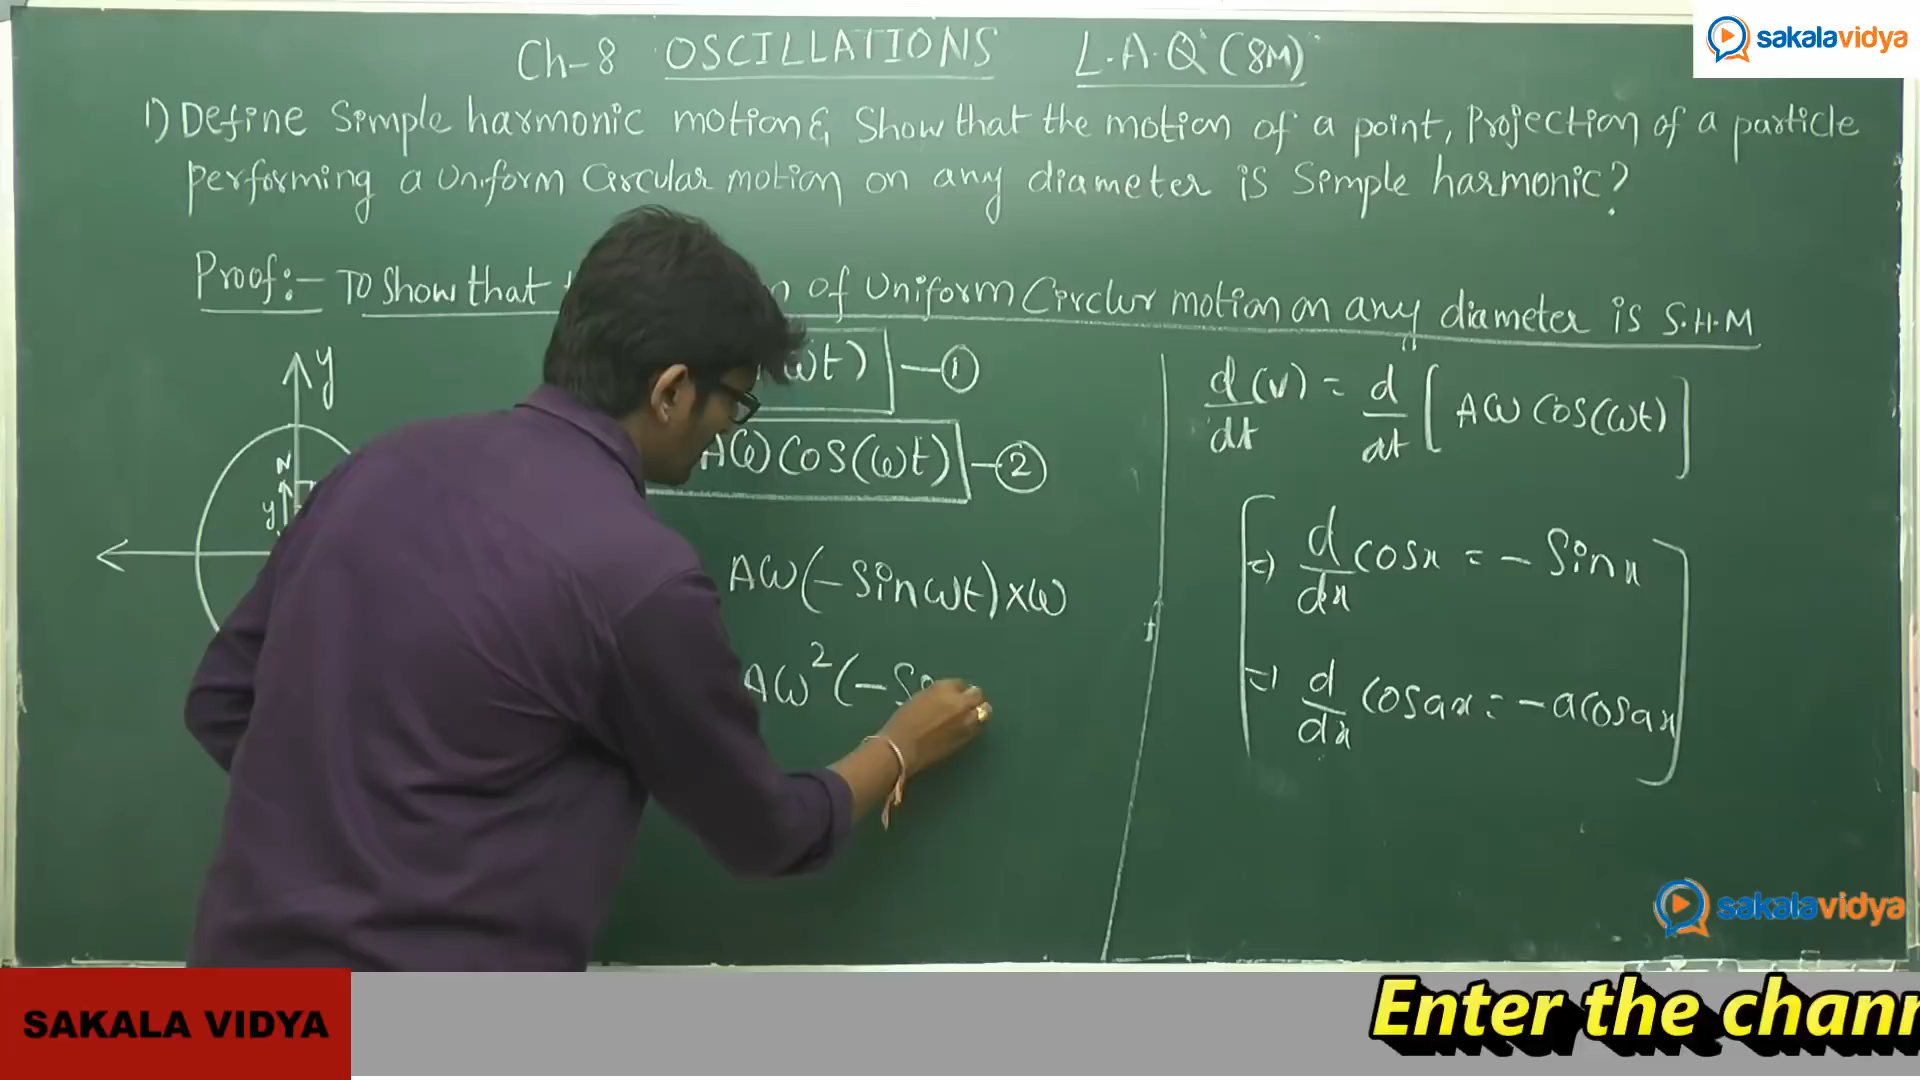 sakalavidya
Ch-8 OSCILLATIONS L.A.Q (8M)
1) Define Simple harmonic motion & Show that the motion of a point, Projection of a particle
performing a Uniform Circular motion on any diameter is Simple harmonic?
Proof:- To Show that of Uniform Circlur motion on any diameter is S.H.M
y
ωt) —①
d/dt (v) = d/dt [ Aω Cos(ωt) ]
N
Aω Cos(ωt) —②
y
⇒ d/dx cosx = - Sinx
Aω(-Sinωt)×ω
Aω²(-S
⇒ d/dx cosax = -acosax
sakalavidya
SAKALA VIDYA
Enter the chann